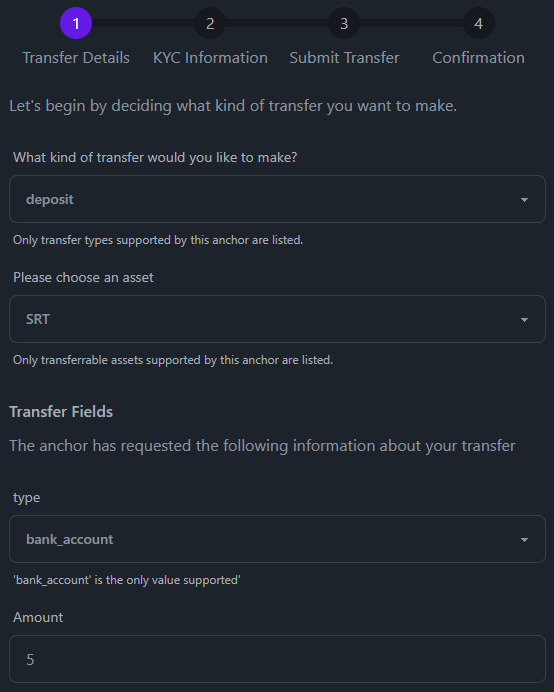 1 2 3 4
Transfer Details KYC Information Submit Transfer Confirmation
Let's begin by deciding what kind of transfer you want to make.
What kind of transfer would you like to make?
deposit
Only transfer types supported by this anchor are listed.
Please choose an asset
SRT
Only transferrable assets supported by this anchor are listed.
Transfer Fields
The anchor has requested the following information about your transfer
type
bank_account
'bank_account' is the only value supported'
Amount
5